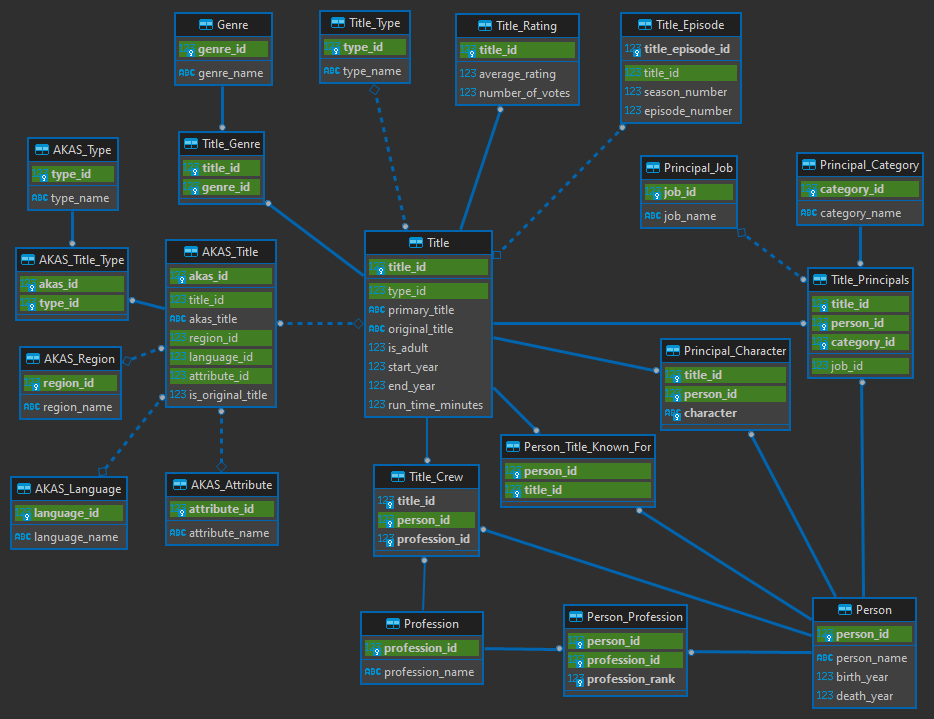 Genre
genre_id
ABC genre_name
Title_Type
type_id
ABC type_name
Title_Rating
title_id
123 average_rating
123 number_of_votes
Title_Episode
123 title_episode_id
123 title_id
123 season_number
123 episode_number
AKAS_Type
type_id
ABC type_name
Title_Genre
title_id
genre_id
Principal_Job
job_id
ABC job_name
Principal_Category
category_id
ABC category_name
AKAS_Title_Type
akas_id
type_id
AKAS_Title
akas_id
123 title_id
ABC akas_title
123 region_id
123 language_id
123 attribute_id
123 is_original_title
Title
title_id
123 type_id
ABC primary_title
ABC original_title
123 is_adult
123 start_year
123 end_year
123 run_time_minutes
Title_Principals
title_id
person_id
category_id
123 job_id
AKAS_Region
region_id
ABC region_name
Principal_Character
title_id
person_id
ABC character
AKAS_Language
language_id
ABC language_name
AKAS_Attribute
attribute_id
ABC attribute_name
Title_Crew
123 title_id
person_id
123 profession_id
Person_Title_Known_For
person_id
title_id
Profession
profession_id
ABC profession_name
Person_Profession
person_id
profession_id
123 profession_rank
Person
person_id
ABC person_name
123 birth_year
123 death_year